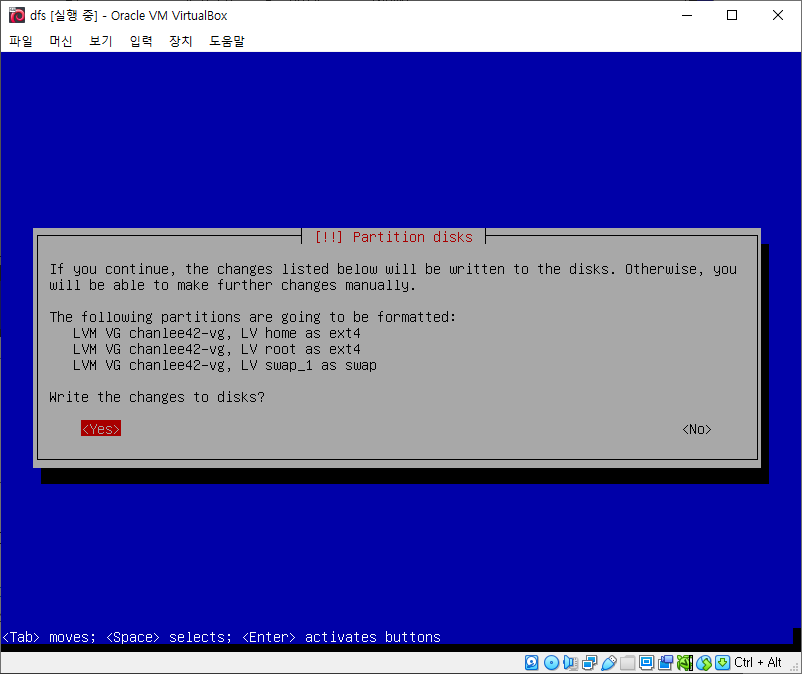 dfs [실행 중] - Oracle VM VirtualBox
파일 머신 보기 입력 장치 도움말
[!!] Partition disks
If you continue, the changes listed below will be written to the disks. Otherwise, you
will be able to make further changes manually.
The following partitions are going to be formatted:
LVM VG chanlee42-vg, LV home as ext4
LVM VG chanlee42-vg, LV root as ext4
LVM VG chanlee42-vg, LV swap_1 as swap
Write the changes to disks?
<Yes> <No>
<Tab> moves; <Space> selects; <Enter> activates buttons
Ctrl + Alt